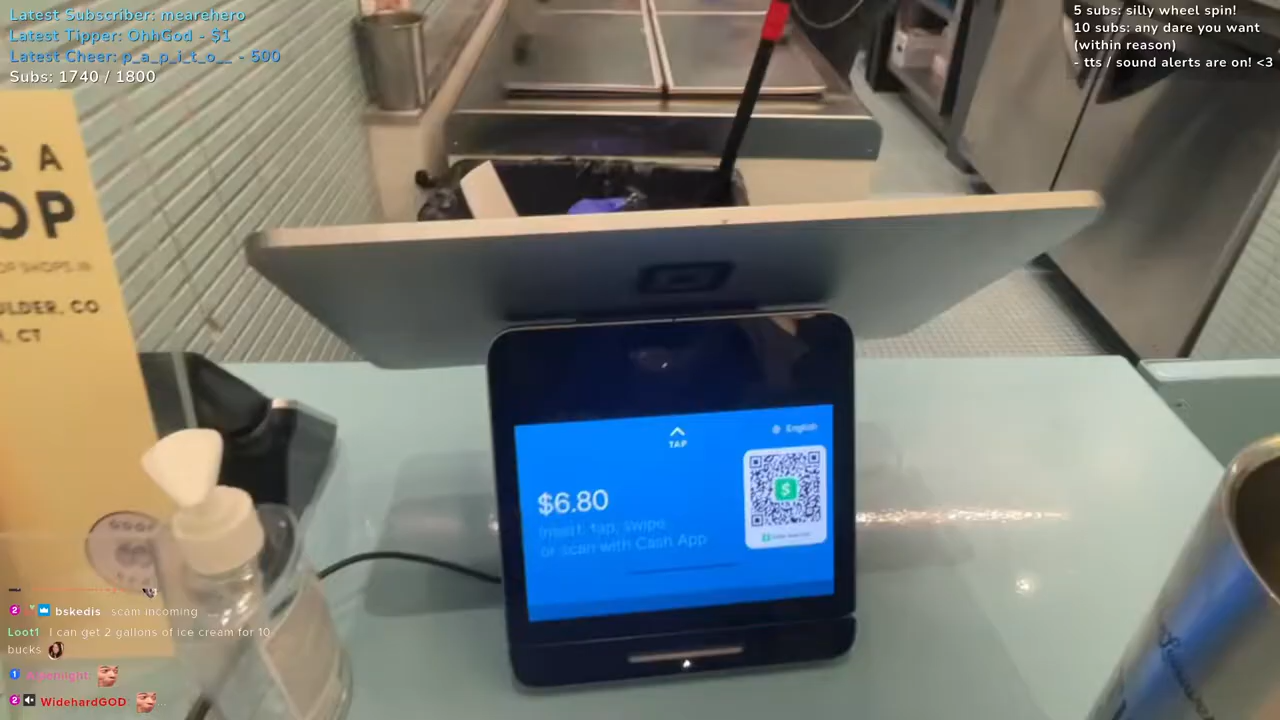 Latest Subscriber: mearehero
Latest Tipper: OhhGod - $1
Latest Cheer: p_a_p_i_t_o__ - 500
Subs: 1740 / 1800
5 subs: silly wheel spin!
10 subs: any dare you want
(within reason)
- tts / sound alerts are on! <3
S A
OP
OP SHOPS
ULDER, CO
, CT
TAP
English
$6.80
Insert, tap, swipe
or scan with Cash App
bskedis scam incoming
Loot1 I can get 2 gallons of ice cream for 10
bucks
WidehardGOD: